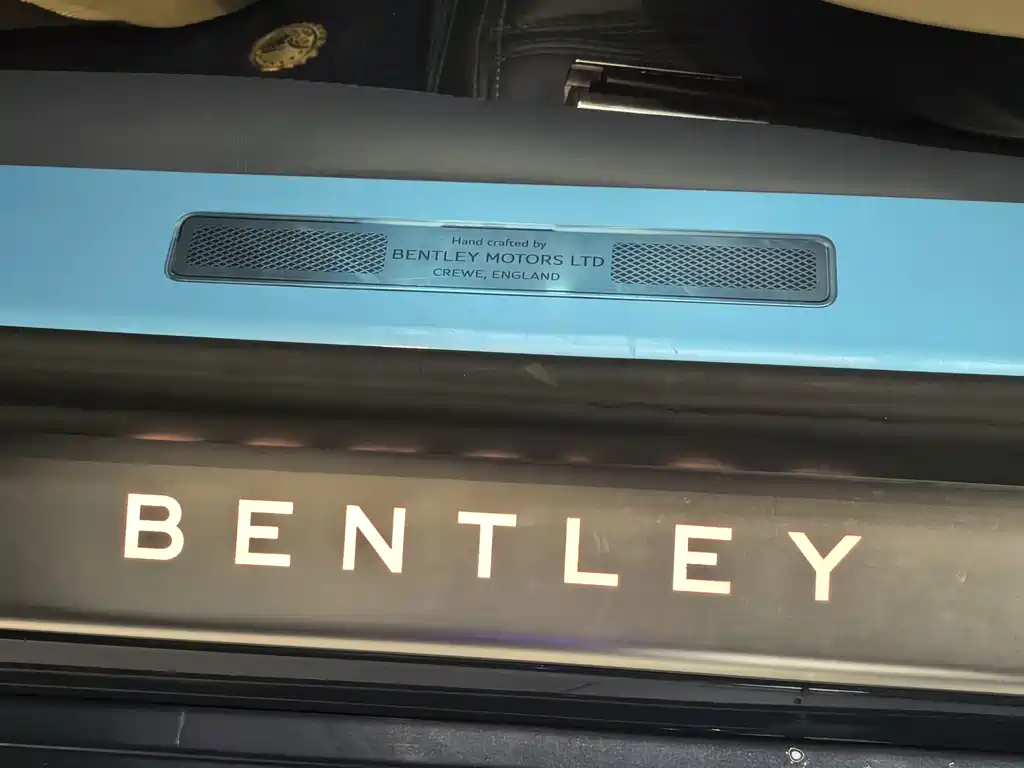 Hand crafted by
BENTLEY MOTORS LTD
CREWE, ENGLAND
BENTLEY